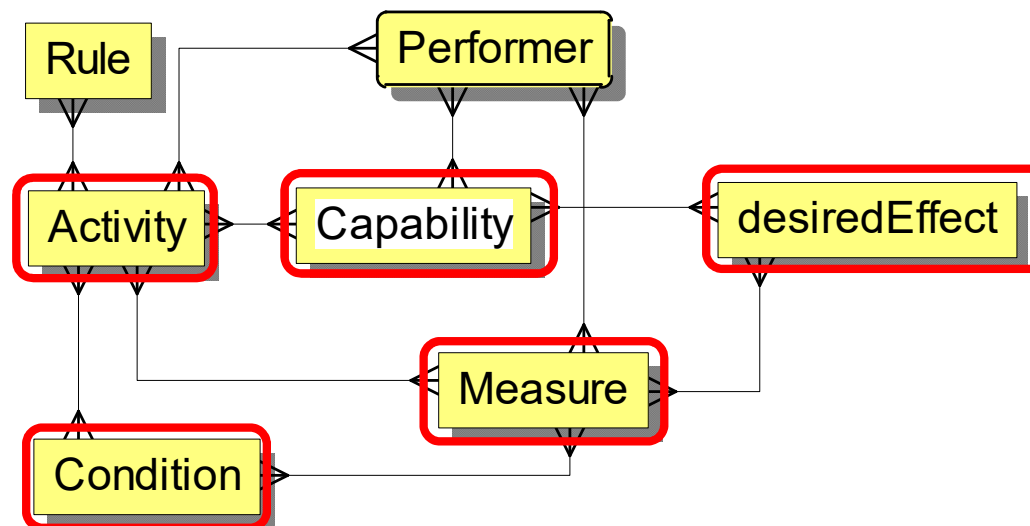 Rule
Performer
Activity
Capability
desiredEffect
Measure
Condition